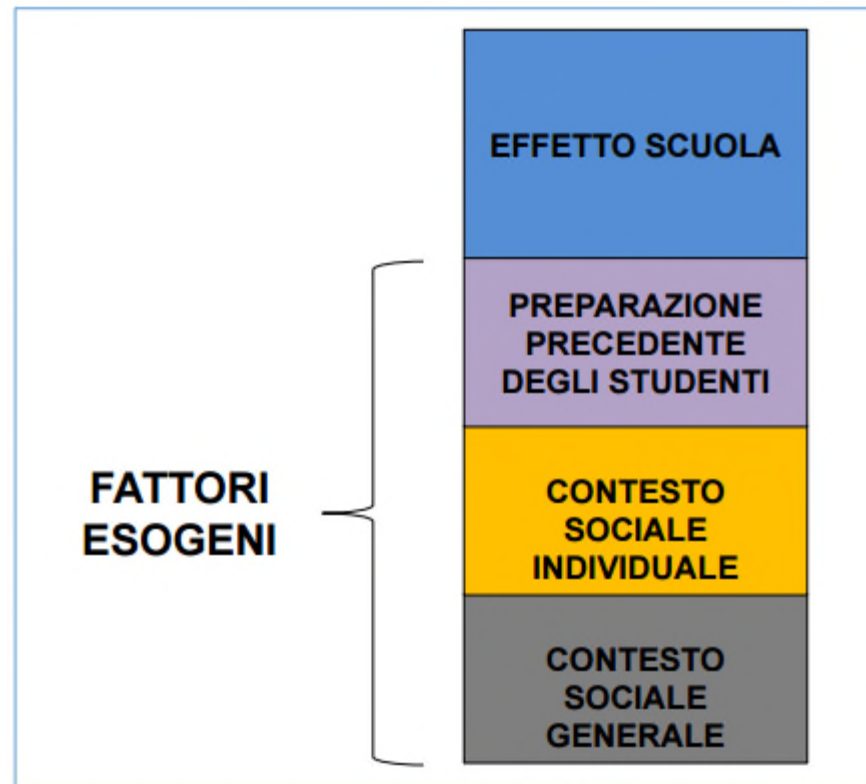 EFFETTO SCUOLA
PREPARAZIONE
PRECEDENTE
DEGLI STUDENTI
FATTORI
ESOGENI
CONTESTO
SOCIALE
INDIVIDUALE
CONTESTO
SOCIALE
GENERALE